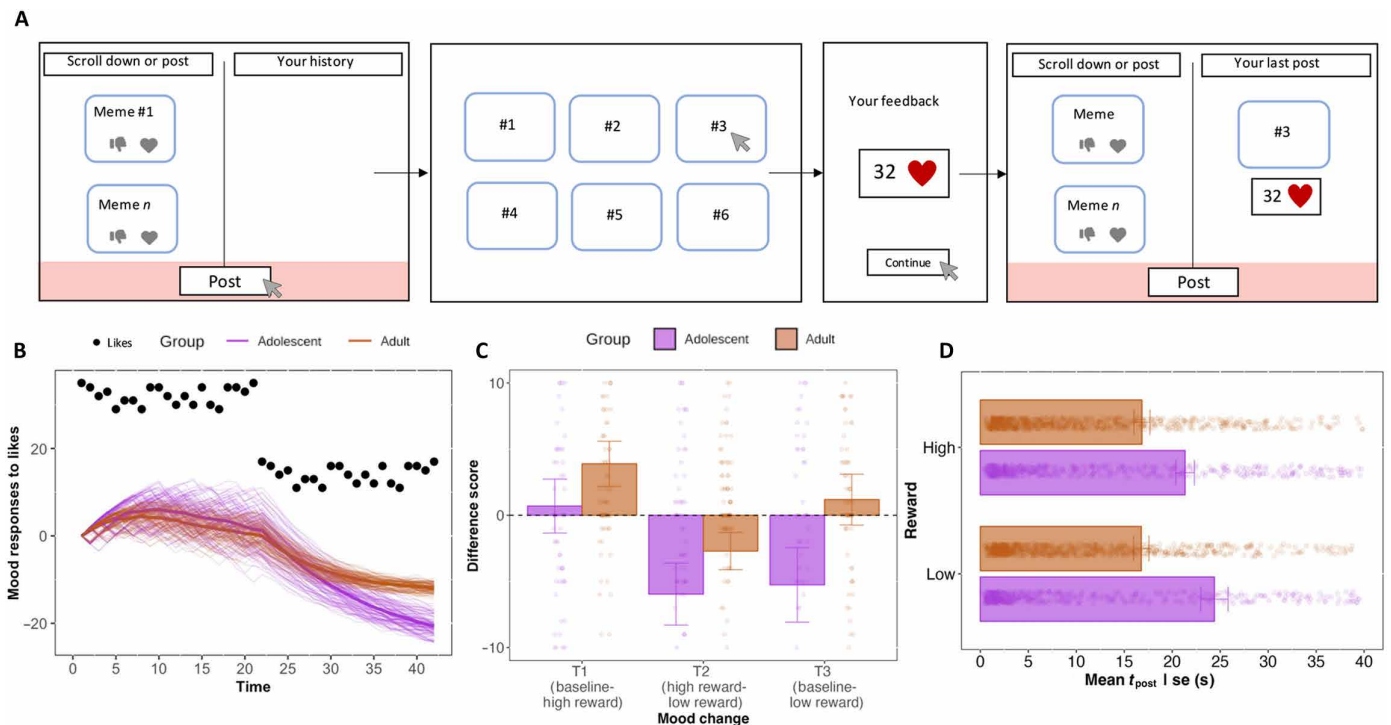 A
Scroll down or post
Your history
Meme #1
Meme n
Post
#1
#2
#3
#4
#5
#6
Your feedback
32
Continue
Scroll down or post
Your last post
Meme
Meme n
#3
32
Post
B
Likes Group Adolescent Adult
Mood responses to likes
20
0
−20
0 5 10 15 20 25 30 35 40
Time
C
Group Adolescent Adult
Difference score
10
5
0
−5
−10
T1 T2 T3
(baseline- (high reward- (baseline-
high reward) low reward) low reward)
Mood change
D
Reward
High
Low
0 5 10 15 20 25 30 35 40
Mean tpost | se (s)